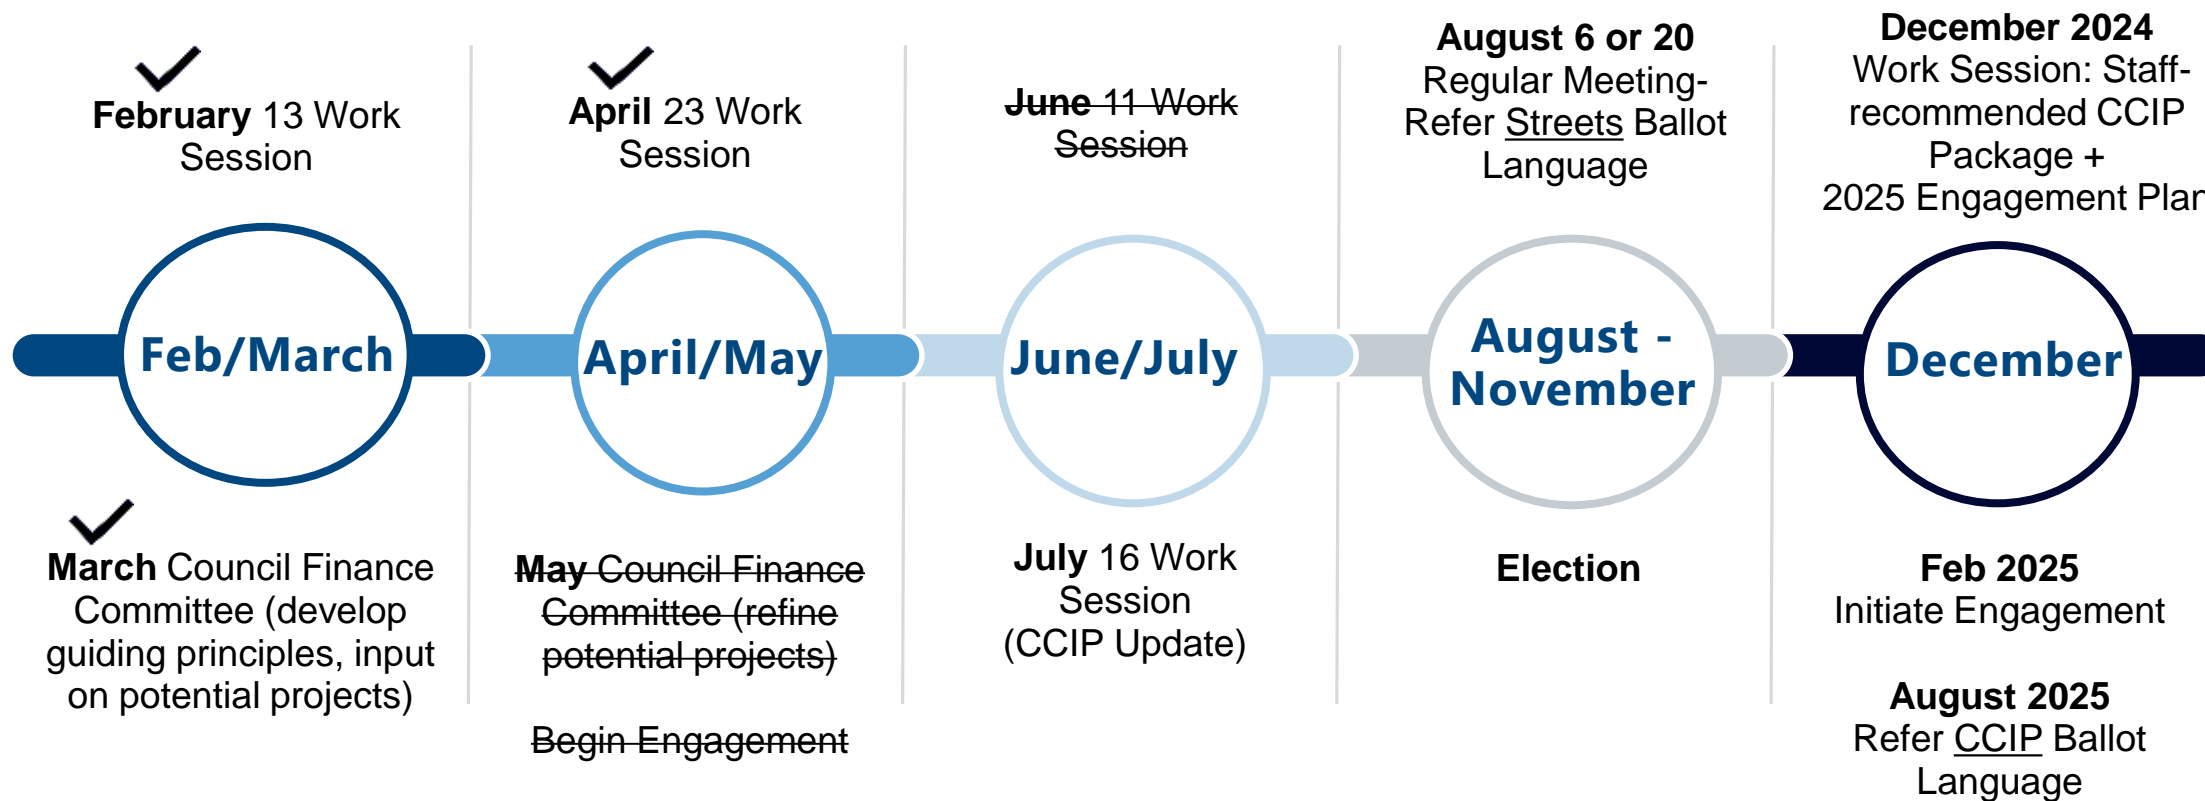 February 13 Work
Session
April 23 Work
Session
June 11 Work
Session
August 6 or 20
Regular Meeting-
Refer Streets Ballot
Language
December 2024
Work Session: Staff-
recommended CCIP
Package +
2025 Engagement Plan
Feb/March
April/May
June/July
August -
November
December
March Council Finance
Committee (develop
guiding principles, input
on potential projects)
May Council Finance
Committee (refine
potential projects)
Begin Engagement
July 16 Work
Session
(CCIP Update)
Election
Feb 2025
Initiate Engagement
August 2025
Refer CCIP Ballot
Language